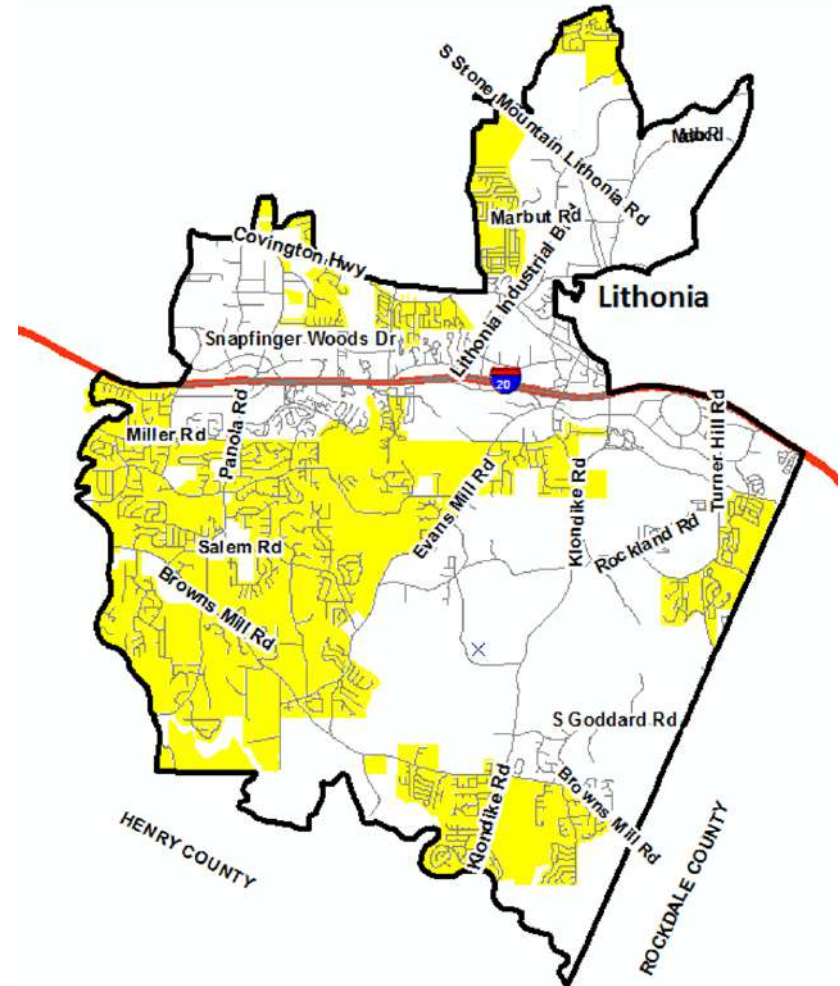 S Stone Mountain Lithonia Rd
Marbut Rd
Covington Hwy
Lithonia Industrial Blvd
Lithonia
Snapfinger Woods Dr
20
Miller Rd
Panola Rd
Turner Hill Rd
Evans Mill Rd
Klondike Rd
Rockland Rd
Salem Rd
Browns Mill Rd
S Goddard Rd
Browns Mill Rd
Klondike Rd
HENRY COUNTY
ROCKDALE COUNTY